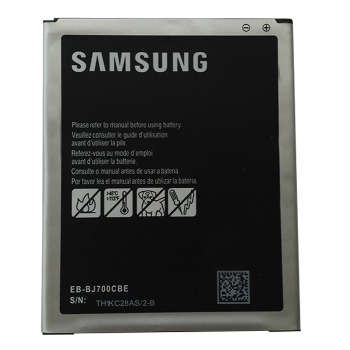 SAMSUNG
Please refer to manual before using battery.
Veuillez consulter le guide d'utilisation
avant d'utiliser la pile.
Referez-vous au mode d'emploi
avant d'utiliser la batterie.
Consulte o manual antes de usar a bateria.
Por favor lea el manual antes de utilizar la bateria.
EB-BJ700CBE
S/N: TH1KC28AS/2-B